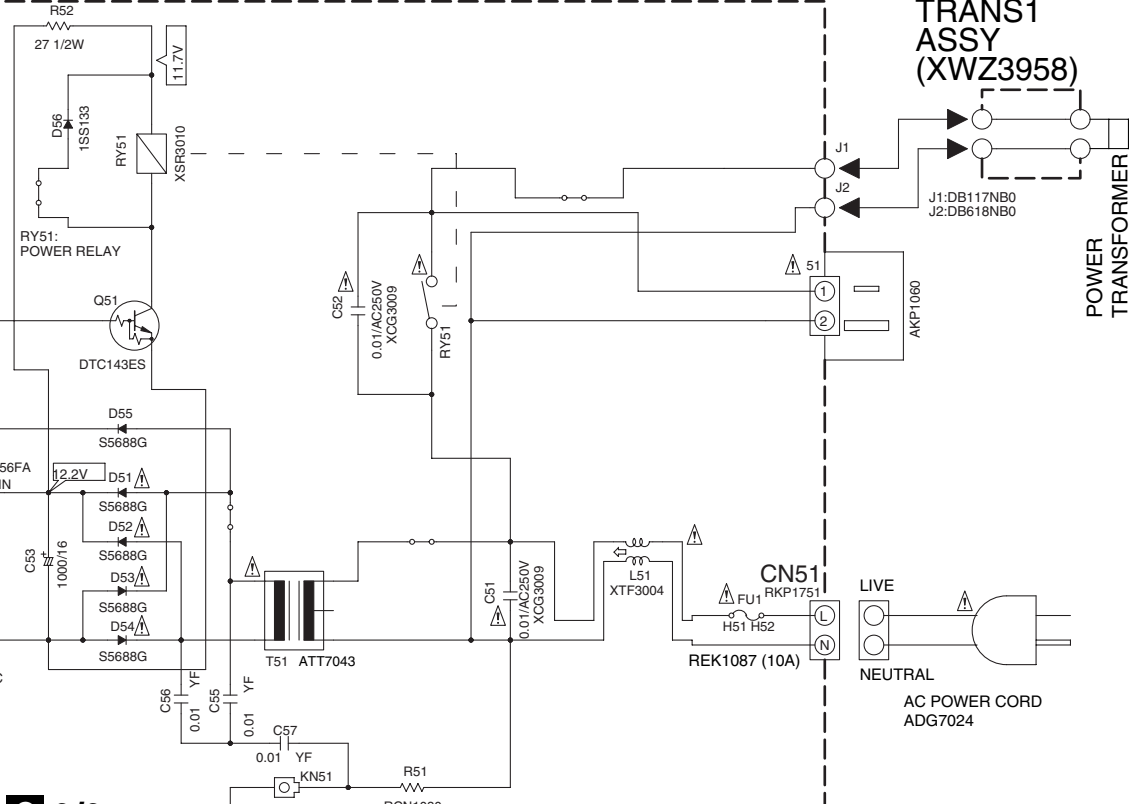 R52
27 1/2W
11.7V
TRANS1
ASSY
(XWZ3958)
D56
1SS133
RY51
XSR3010
J1
J2
J1:DB117NB0
J2:DB618NB0
POWER
TRANSFORMER
RY51:
POWER RELAY
51
1
2
AKP1060
C52
0.01/AC250V
XCG3009
RY51
Q51
DTC143ES
D55
S5688G
56FA
IN
12.2V
D51
S5688G
D52
S5688G
C53
+
1000/16
D53
S5688G
D54
S5688G
T51 ATT7043
C51
0.01/AC250V
XCG3009
L51
XTF3004
CN51
RKP1751
FU1
H51 H52
REK1087 (10A)
L
N
LIVE
NEUTRAL
AC POWER CORD
ADG7024
C56
0.01
YF
C55
0.01
YF
C57
0.01 YF
KN51
R51